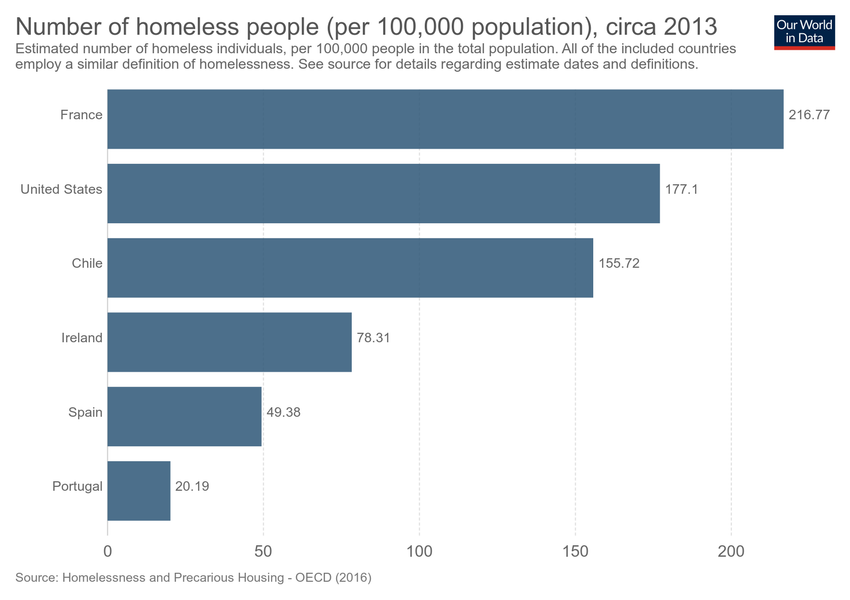 Number of homeless people (per 100,000 population), circa 2013
Our World
in Data
Estimated number of homeless individuals, per 100,000 people in the total population. All of the included countries
employ a similar definition of homelessness. See source for details regarding estimate dates and definitions.
France 216.77
United States 177.1
Chile 155.72
Ireland 78.31
Spain 49.38
Portugal 20.19
0 50 100 150 200
Source: Homelessness and Precarious Housing - OECD (2016)